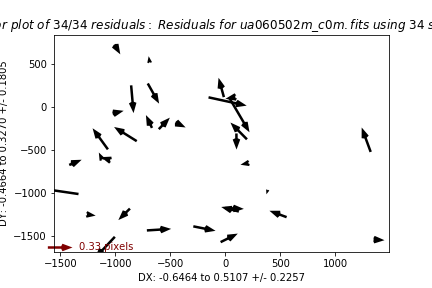 or plot of 34/34 residuals: Residuals for ua060502m_c0m.fits using 34 s
DY: -0.4664 to 0.3270 +/- 0.1805
500
0
−500
−1000
−1500
0.33 pixels
−1500 −1000 −500 0 500 1000
DX: -0.6464 to 0.5107 +/- 0.2257